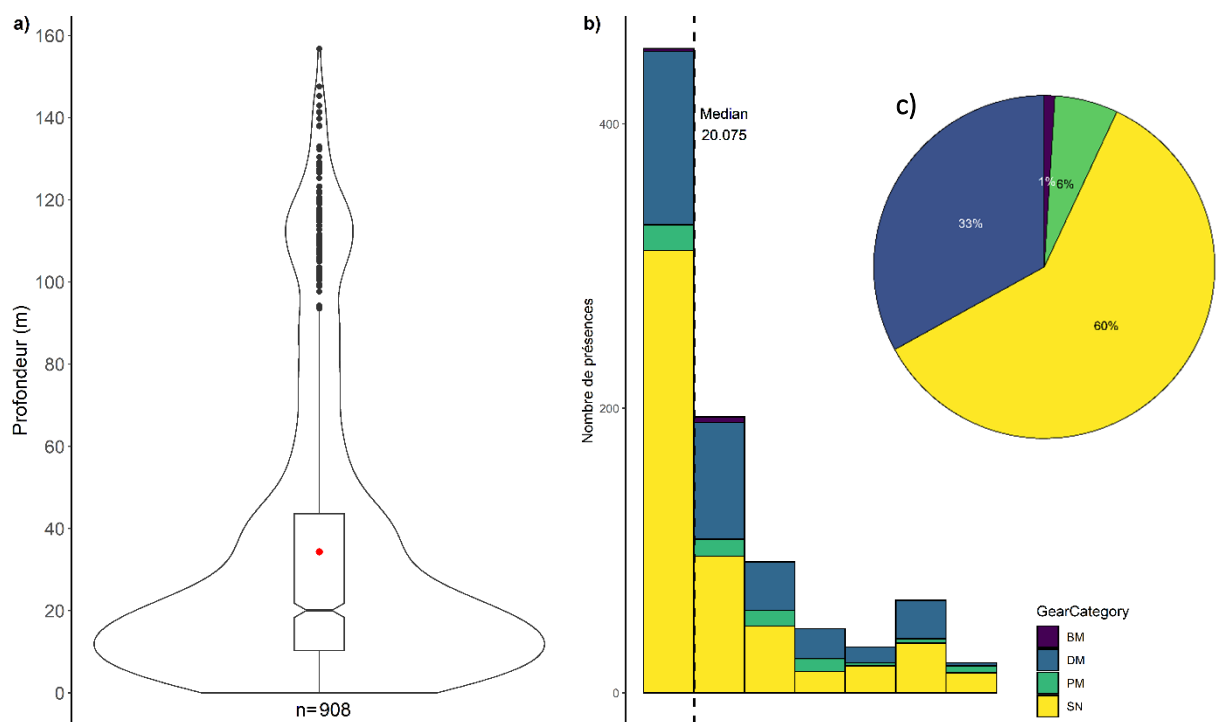 a)
Profondeur (m)
160
140
120
100
80
60
40
20
0
n=908
b)
Nombre de présences
400
200
0
Median
20.075
c)
1%
6%
33%
60%
GearCategory
BM
DM
PM
SN